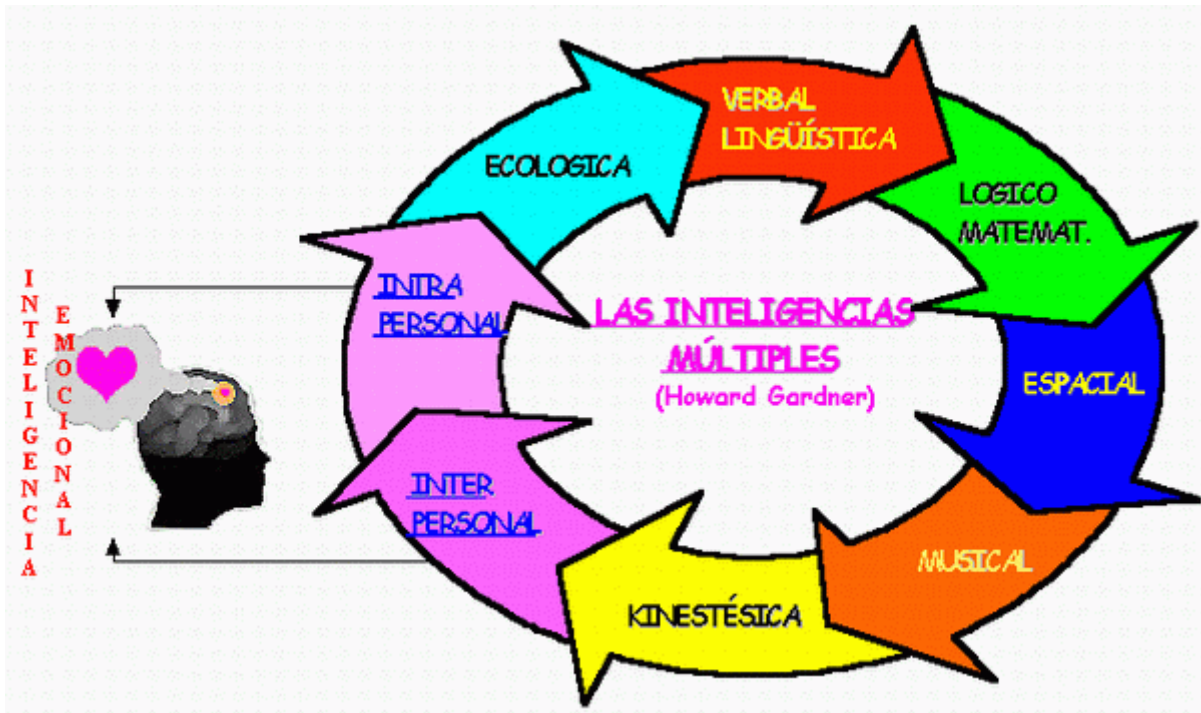 LAS INTELIGENCIAS
MÚLTIPLES
(Howard Gardner)
VERBAL
LINGÜÍSTICA
LOGICO
MATEMAT.
ESPACIAL
MUSICAL
KINESTÉSICA
INTER
PERSONAL
INTRA
PERSONAL
ECOLOGICA
INTELIGENCIA
EMOCIONAL